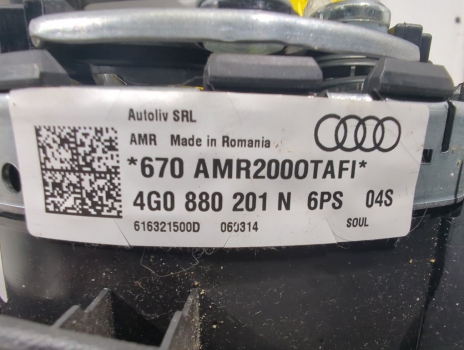 Autoliv SRL
AMR Made in Romania
*670 AMR2000TAFI*
4G0 880 201 N 6PS 04S
616321500D 060314 SOUL